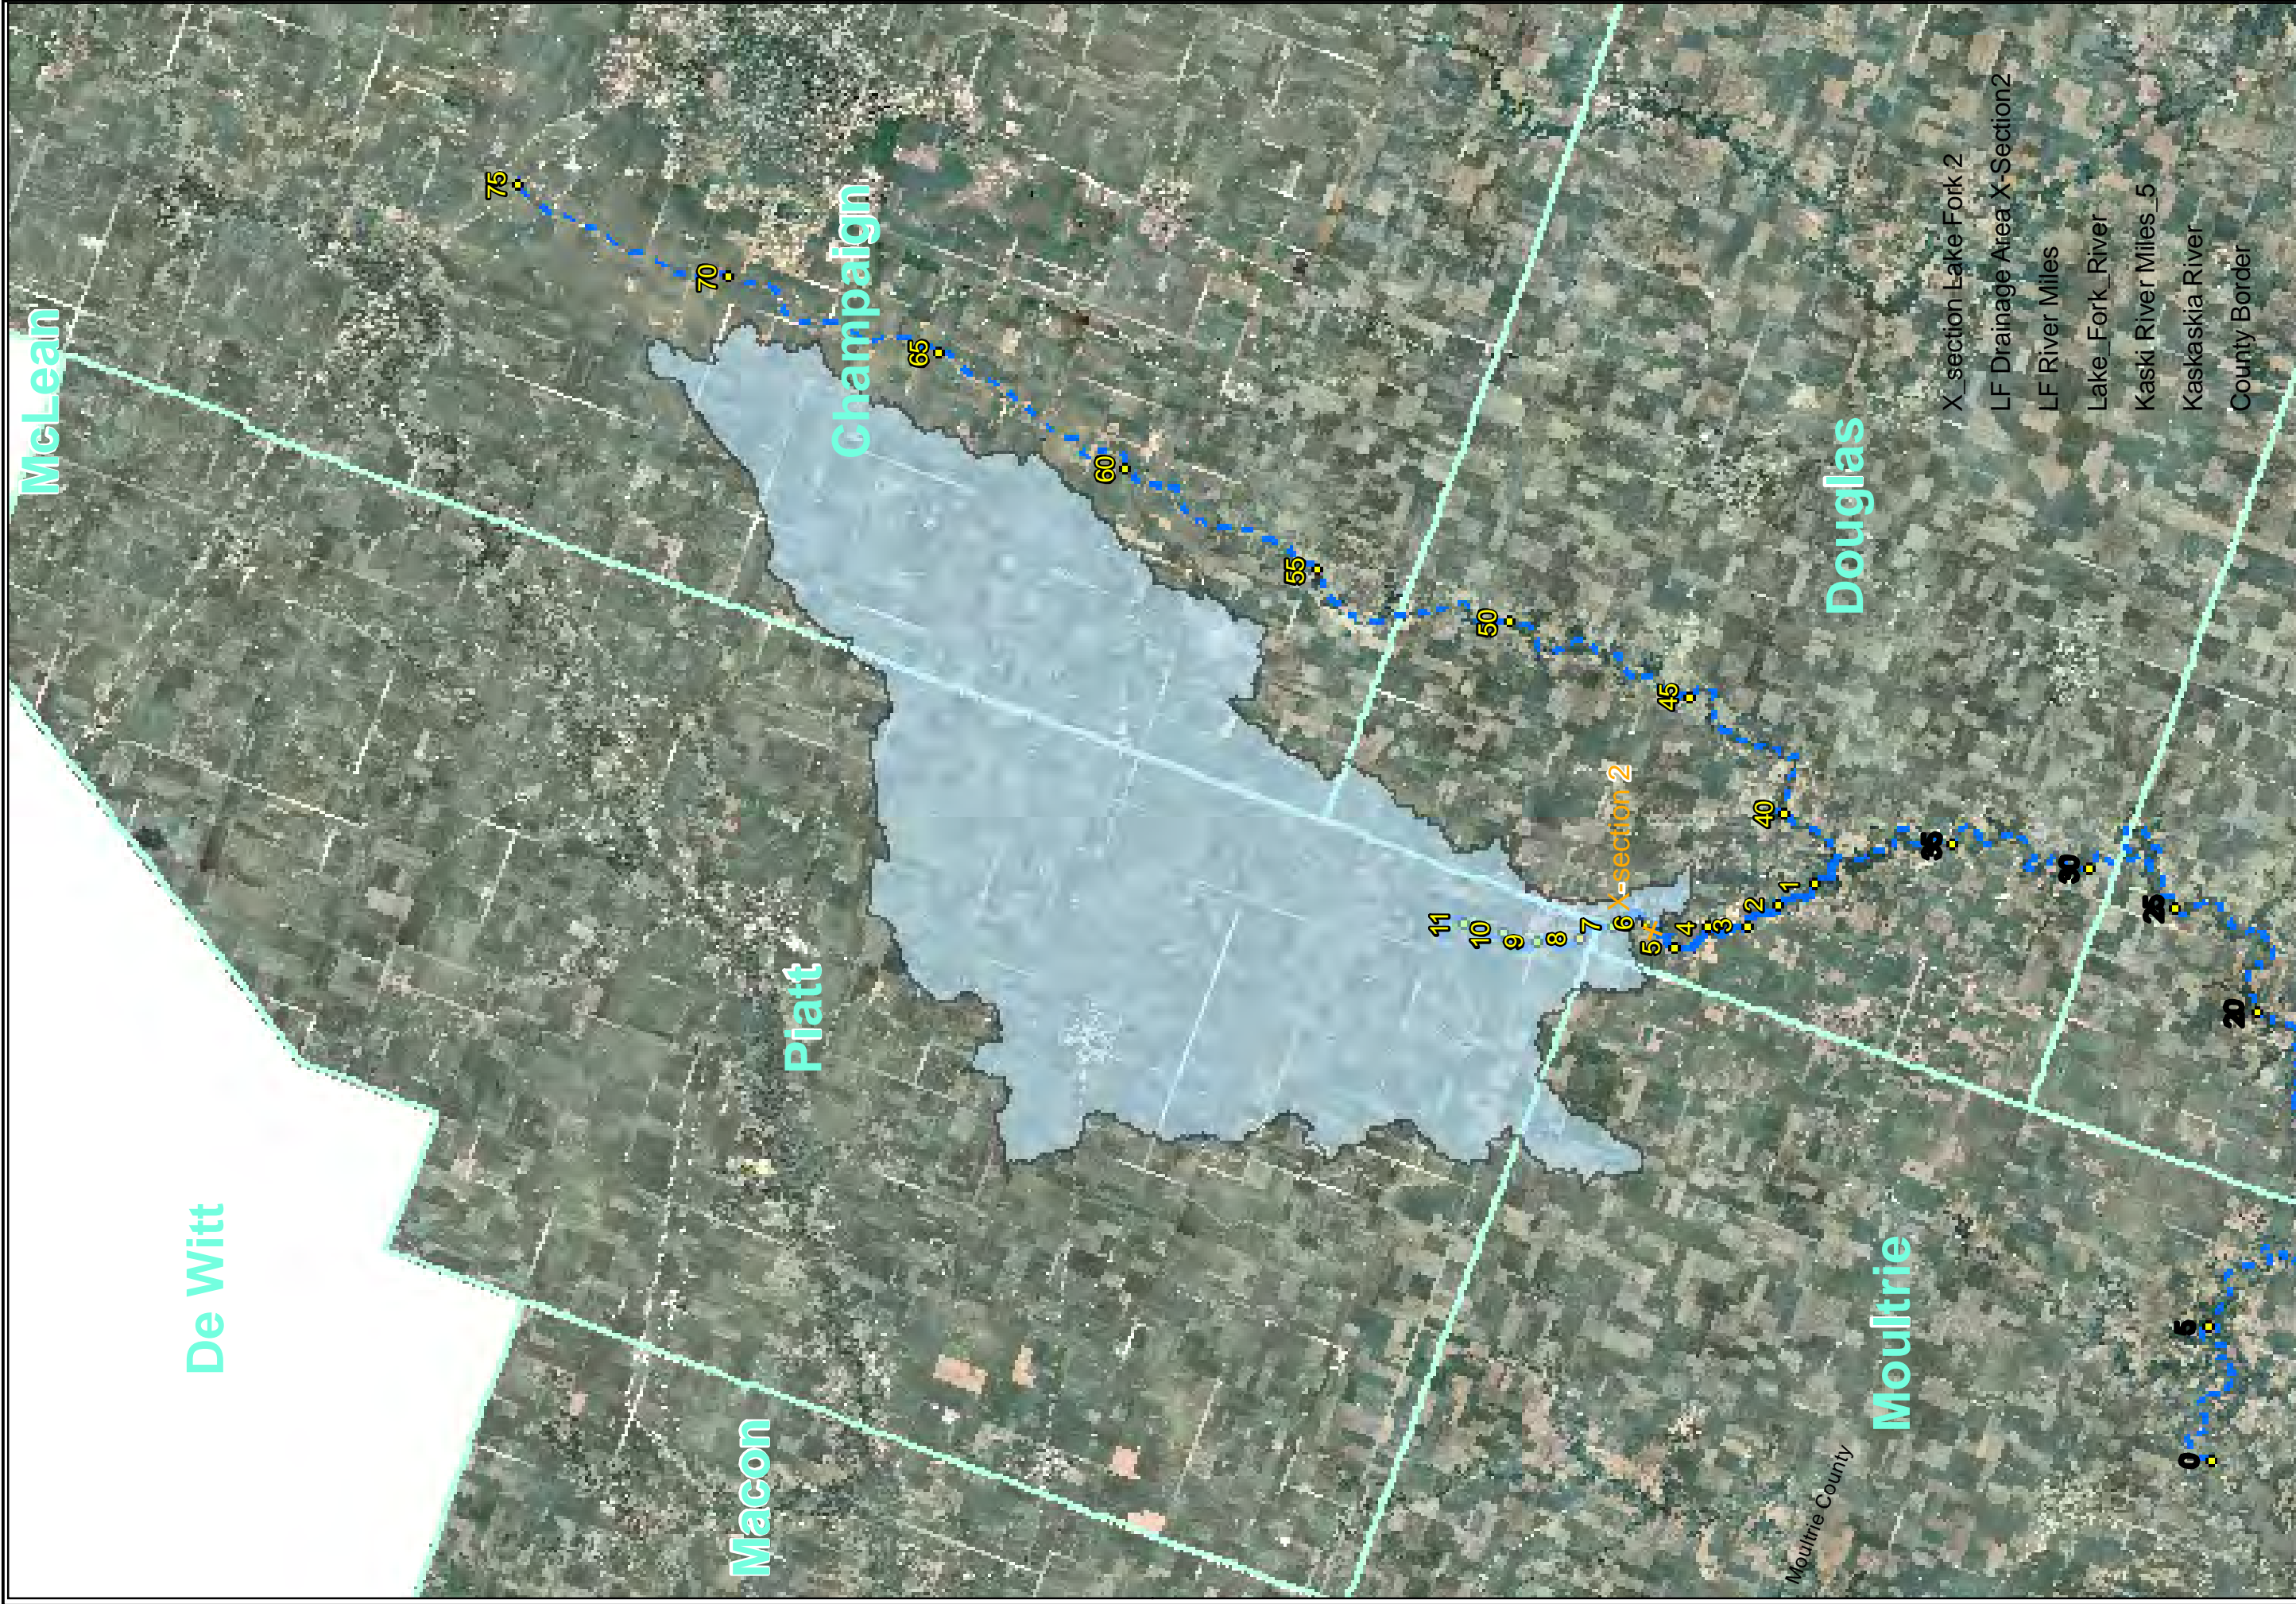 McLean
De Witt
Champaign
Piatt
Macon
Douglas
Moultrie
Moultrie County
X-section 2
75
70
65
60
55
50
45
40
35
30
25
20
5
0
11
10
9
8
7
6
5
4
3
2
1
X_section Lake Fork 2
LF Drainage Area X-Section2
LF River Miles
Lake_Fork_River
Kaski River Miles_5
Kaskaskia River
County Border